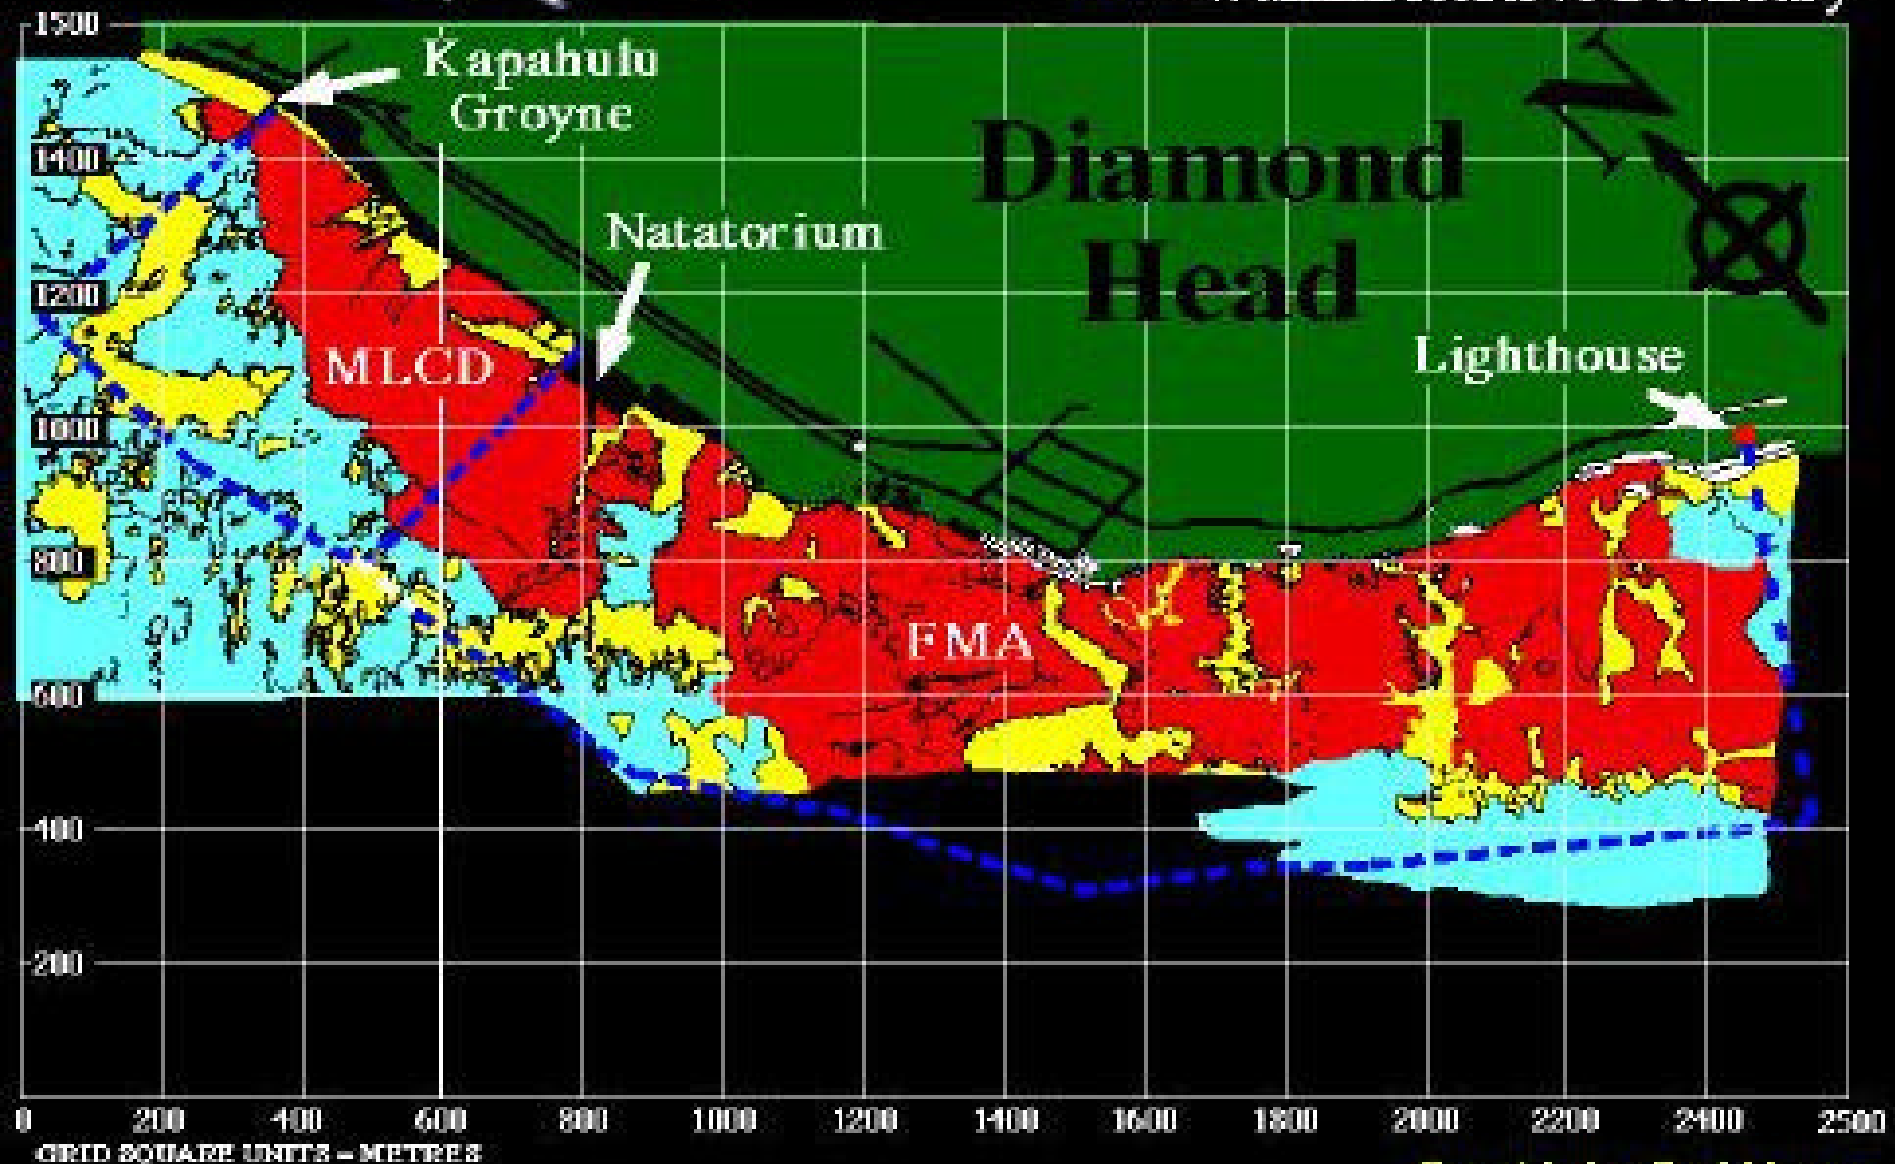 Kapahulu
Groyne
Diamond
Head
N
Natatorium
Lighthouse
MLCD
FMA
1500
1400
1200
1000
800
600
400
200
0 200 400 600 800 1000 1200 1400 1600 1800 2000 2200 2400 2500
GRID SQUARE UNITS – METRES